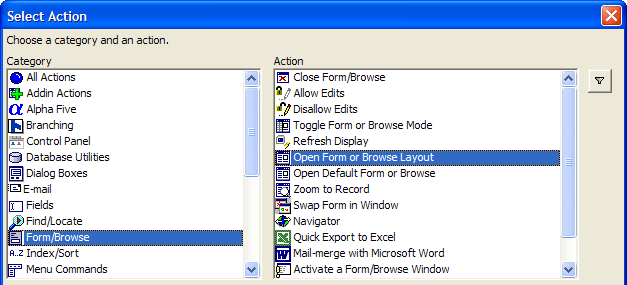 Select Action
Choose a category and an action.
Category
All Actions
Addin Actions
Alpha Five
Branching
Control Panel
Database Utilities
Dialog Boxes
E-mail
Fields
Find/Locate
Form/Browse
A..Z Index/Sort
Menu Commands
Action
Close Form/Browse
Allow Edits
Disallow Edits
Toggle Form or Browse Mode
Refresh Display
Open Form or Browse Layout
Open Default Form or Browse
Zoom to Record
Swap Form in Window
Navigator
Quick Export to Excel
Mail-merge with Microsoft Word
Activate a Form/Browse Window